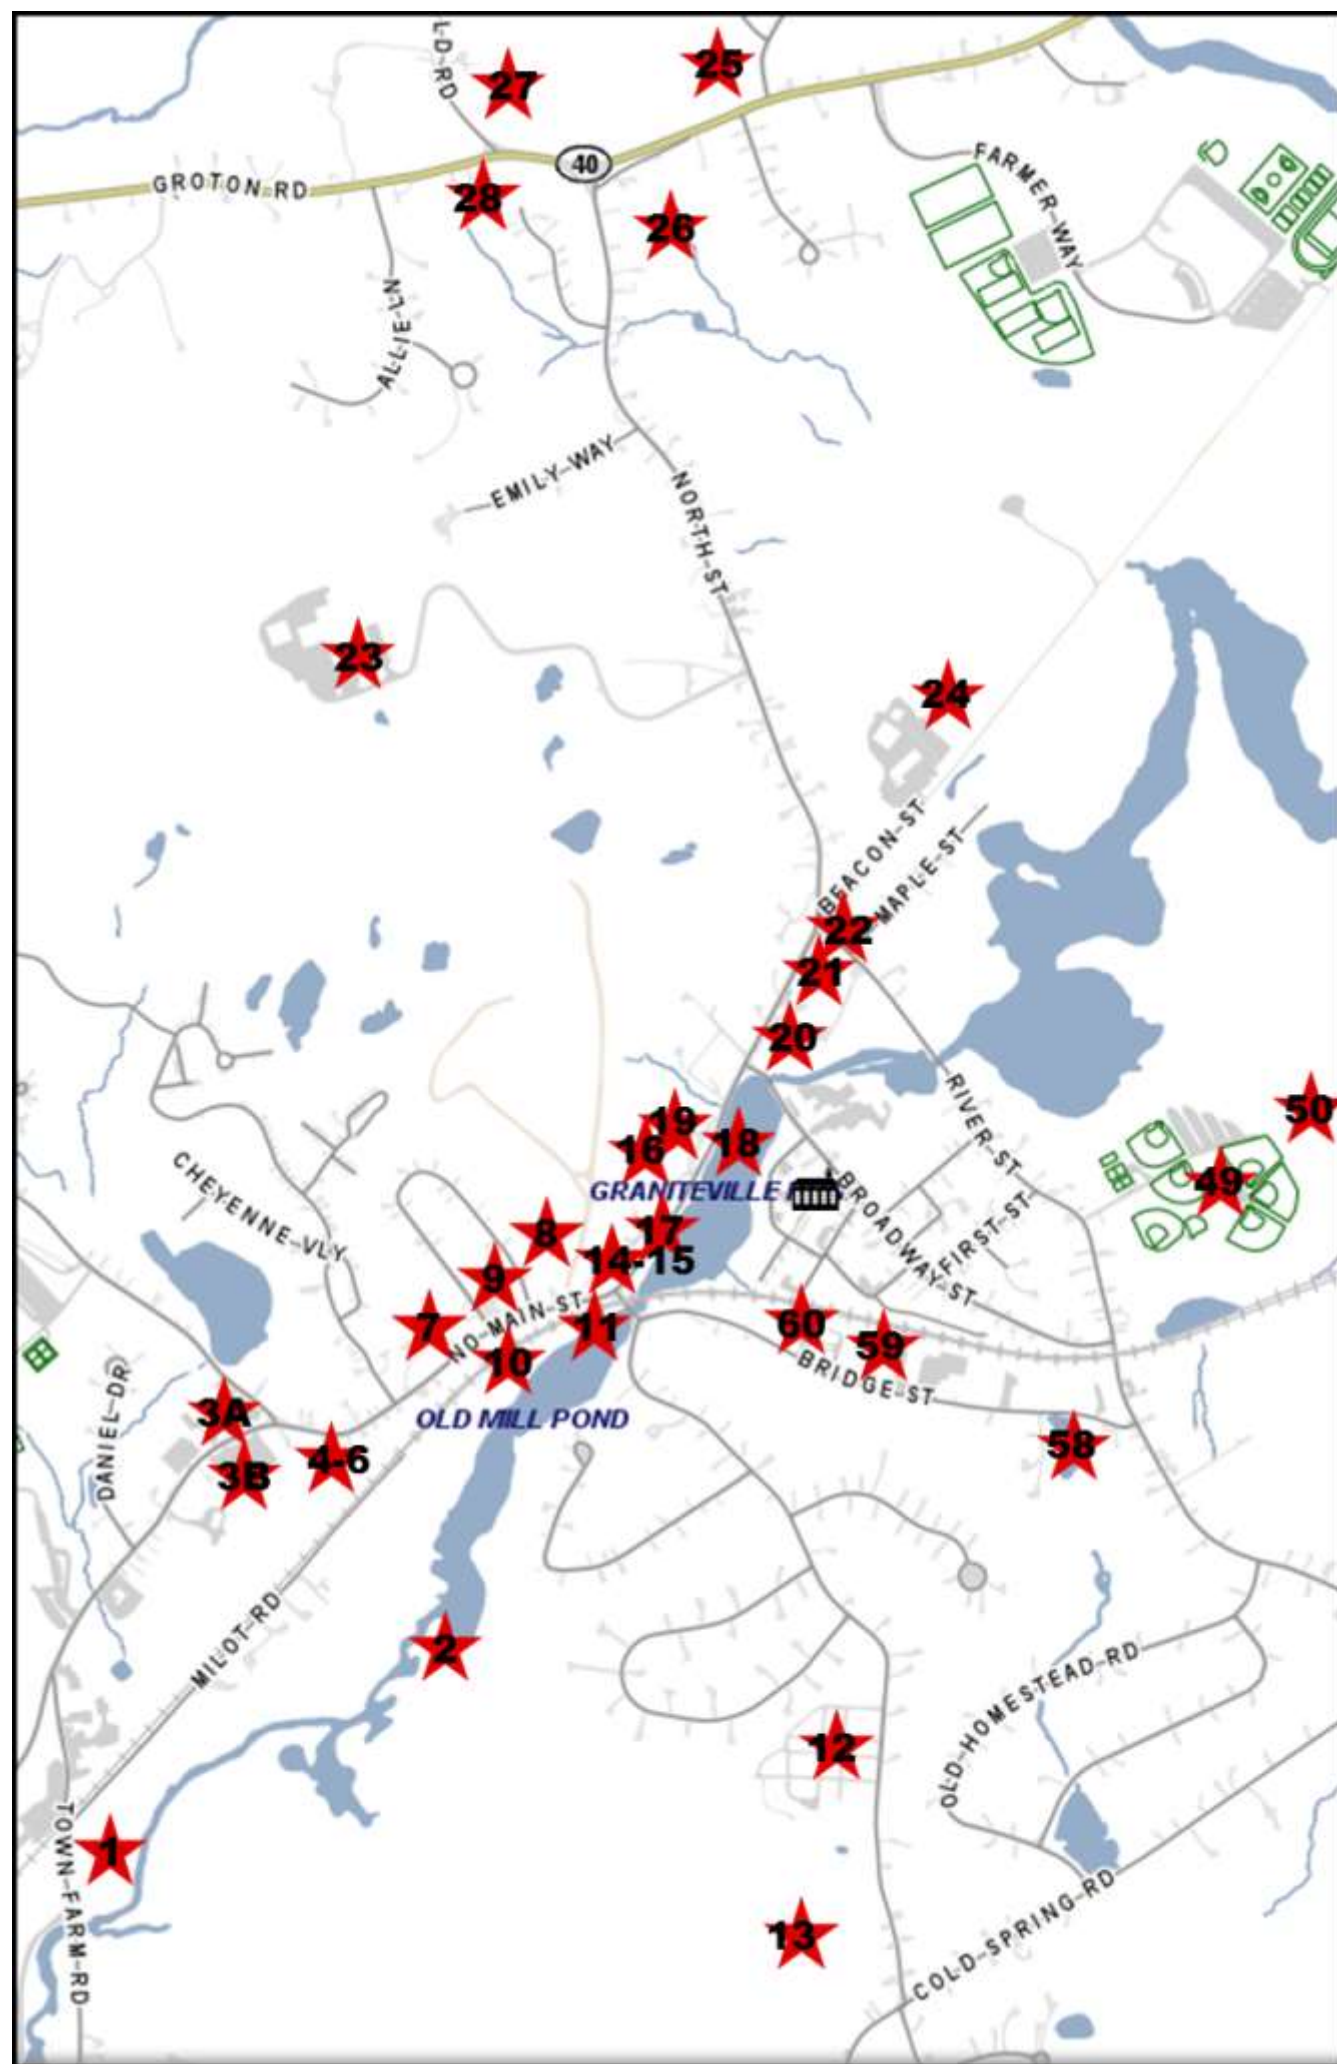 LD-RD
25
27
40
FARMER-WAY
GROTON-RD
28
26
ALLIE-LN
EMILY-WAY
NORTH-ST
23
24
BEACON-ST
MAPLE-ST
22
21
20
RIVER-ST
50
19
18
16
49
CHEYENNE-VLY
GRANITEVILLE
BROADWAY-ST
FIRST-ST
17
8
14-15
9
NO-MAIN-ST
7
11
60
59
10
BRIDGE-ST
DANIEL-DR
3A
OLD MILL POND
58
4-6
3B
MILOT-RD
2
OLD-HOMESTEAD-RD
12
1
TOWN-FARM-RD
13
COLD-SPRING-RD